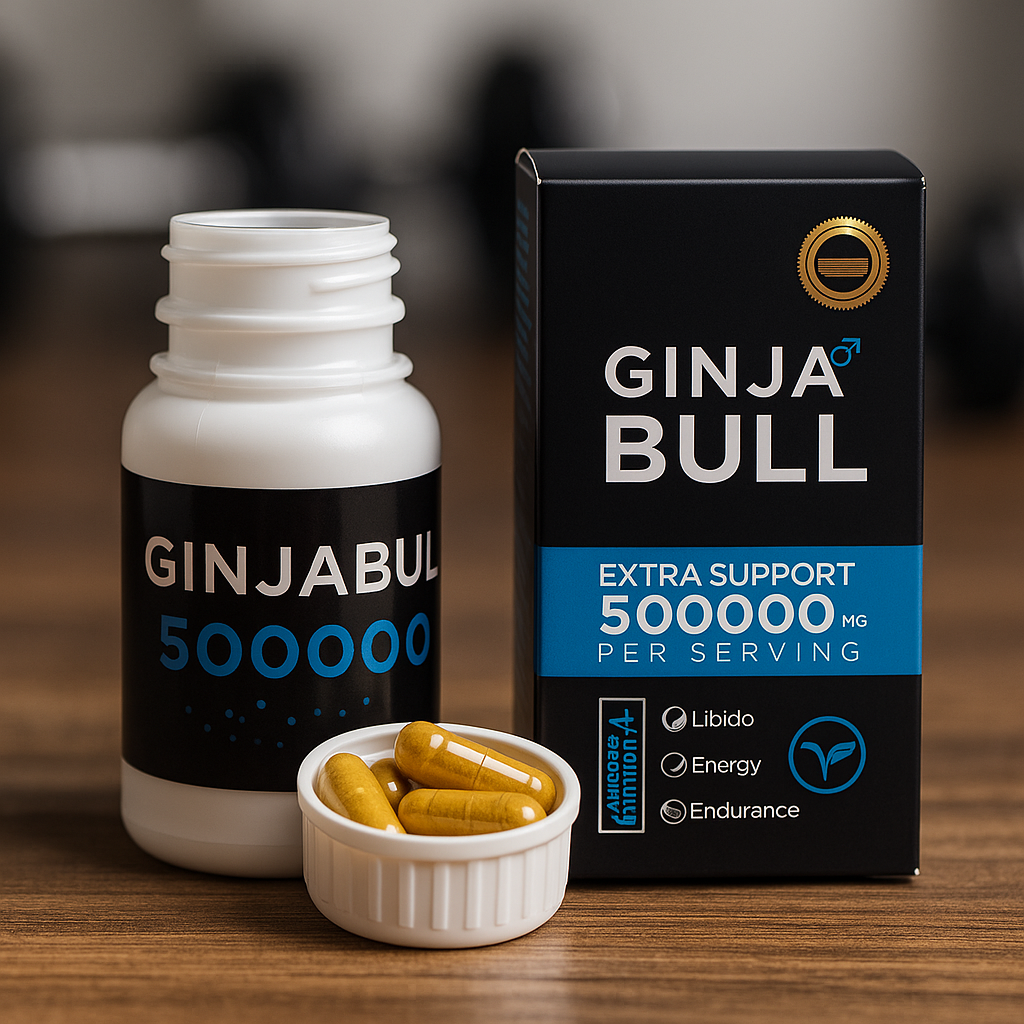 GINJABUL
500000
GINJA
BULL
EXTRA SUPPORT
500000 MG
PER SERVING
Libido
Energy
Endurance